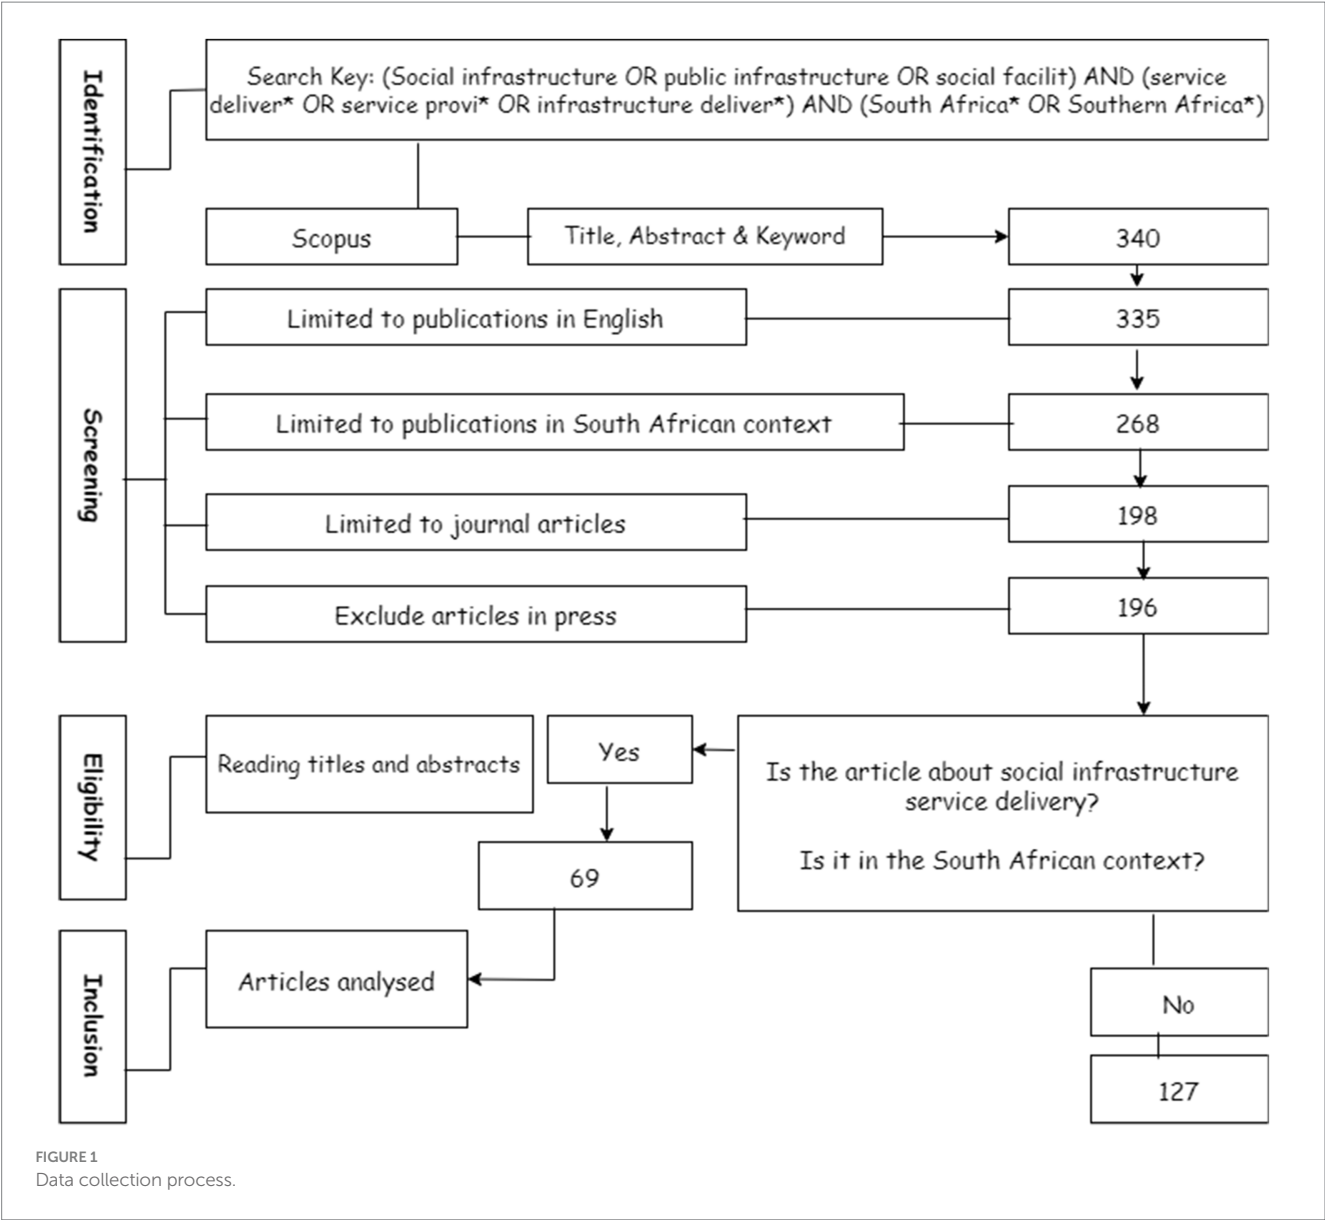 Identification
Search Key: (Social infrastructure OR public infrastructure OR social facilit) AND (service
deliver* OR service provi* OR infrastructure deliver*) AND (South Africa* OR Southern Africa*)
Scopus
Title, Abstract & Keyword
340
Screening
Limited to publications in English
335
Limited to publications in South African context
268
Limited to journal articles
198
Exclude articles in press
196
Eligibility
Reading titles and abstracts
Yes
Is the article about social infrastructure
service delivery?
Is it in the South African context?
69
Inclusion
Articles analysed
No
127
FIGURE 1
Data collection process.